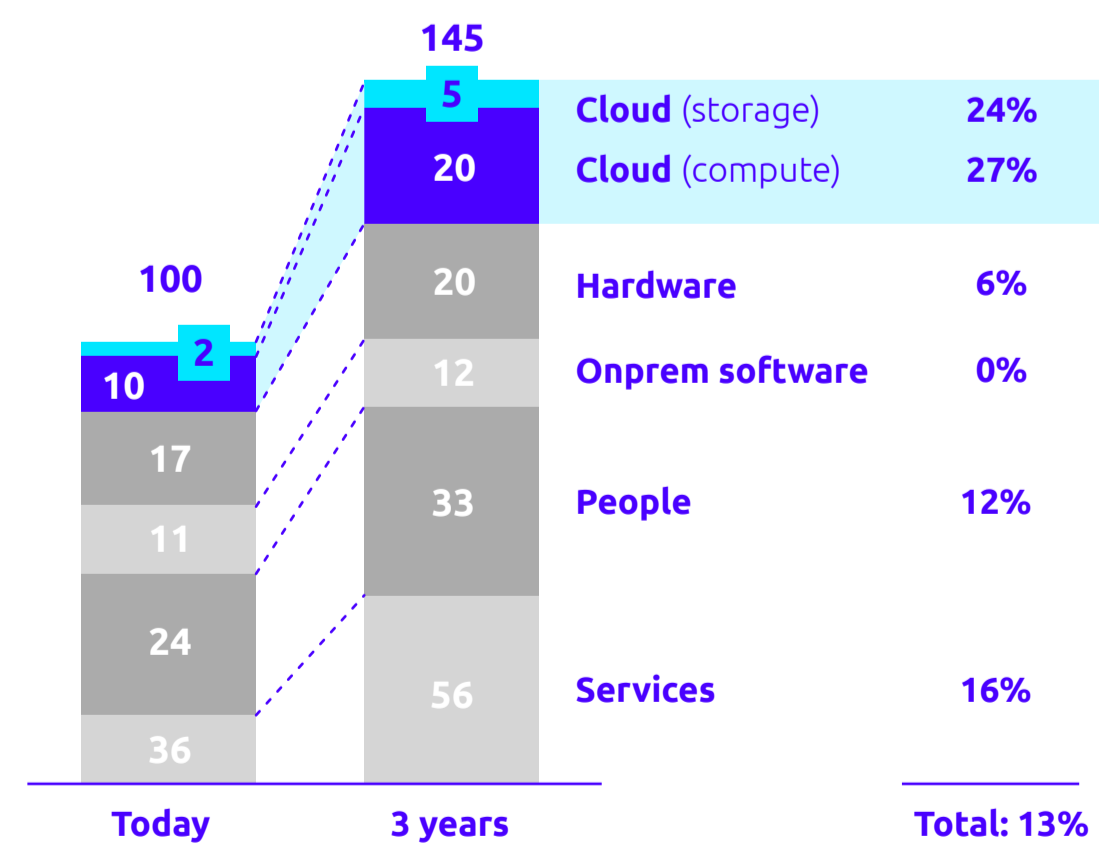 145
5
Cloud (storage) 24%
20
Cloud (compute) 27%
100
20
Hardware 6%
2
10
12
Onprem software 0%
17
33
People 12%
11
24
56
Services 16%
36
Today
3 years
Total: 13%